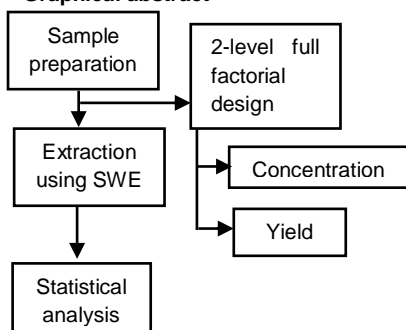 Graphical abstract
Sample
preparation
2-level full
factorial
design
Extraction
using SWE
Concentration
Yield
Statistical
analysis